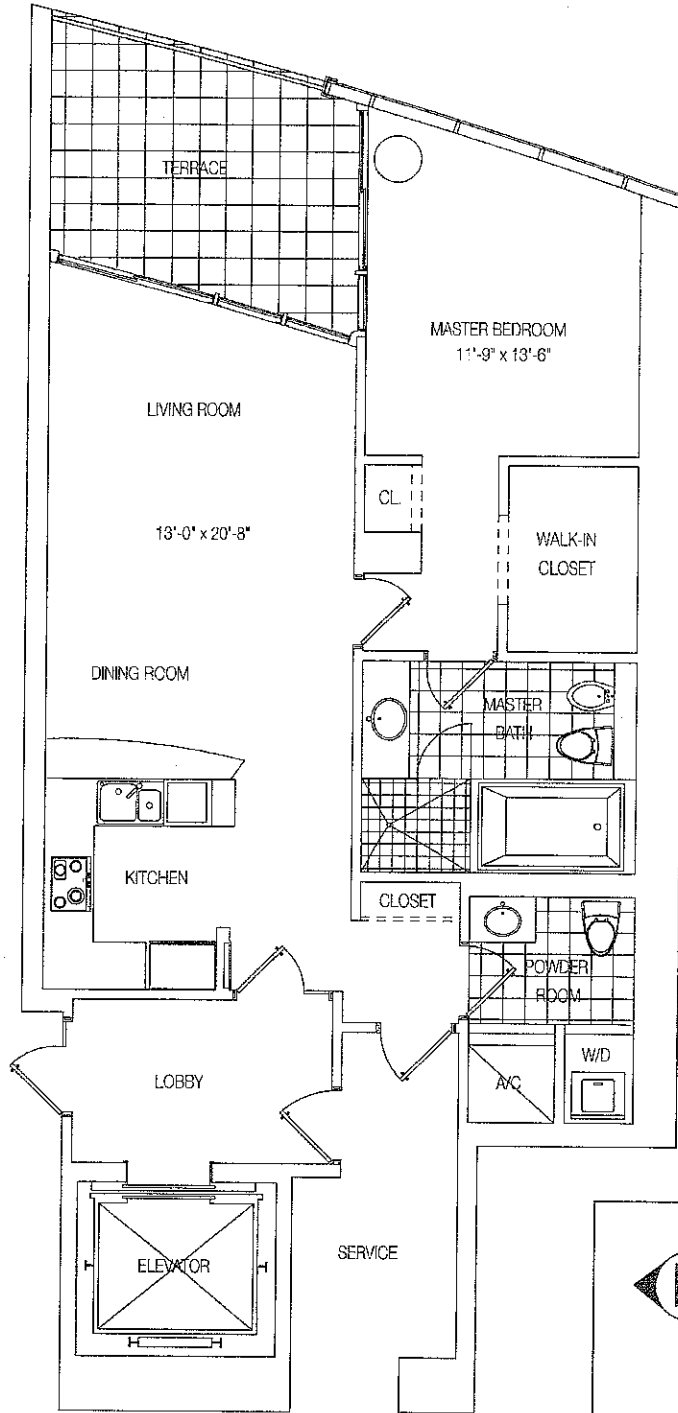 TERRACE
MASTER BEDROOM
11'-9" x 13'-6"
LIVING ROOM
CL.
13'-0" x 20'-8"
WALK-IN
CLOSET
DINING ROOM
MASTER
BATH
KITCHEN
CLOSET
POWDER
ROOM
LOBBY
A/C
W/D
SERVICE
ELEVATOR